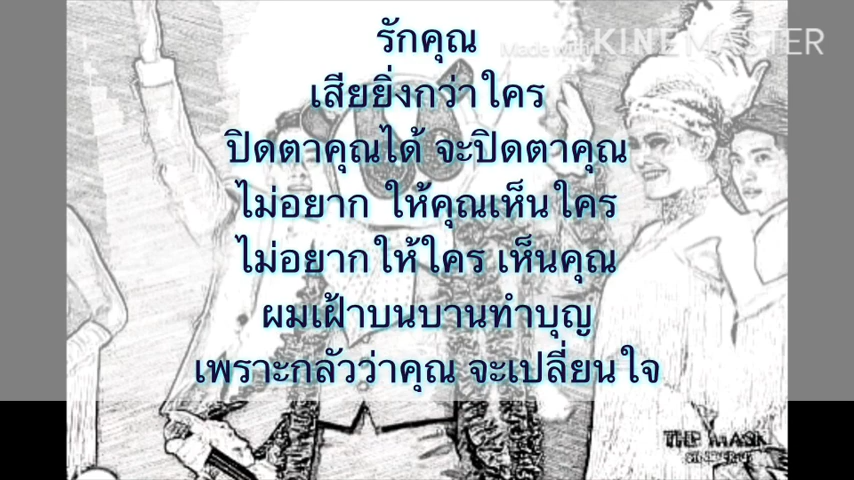 รักคุณ
Made with KINEMASTER
เสียยิ่งกว่าใคร
ปิดตาคุณได้ จะปิดตาคุณ
ไม่อยาก ให้คุณเห็นใคร
ไม่อยากให้ใคร เห็นคุณ
ผมเฝ้าบนบานทำบุญ
เพราะกลัวว่าคุณ จะเปลี่ยนใจ
THE MASK